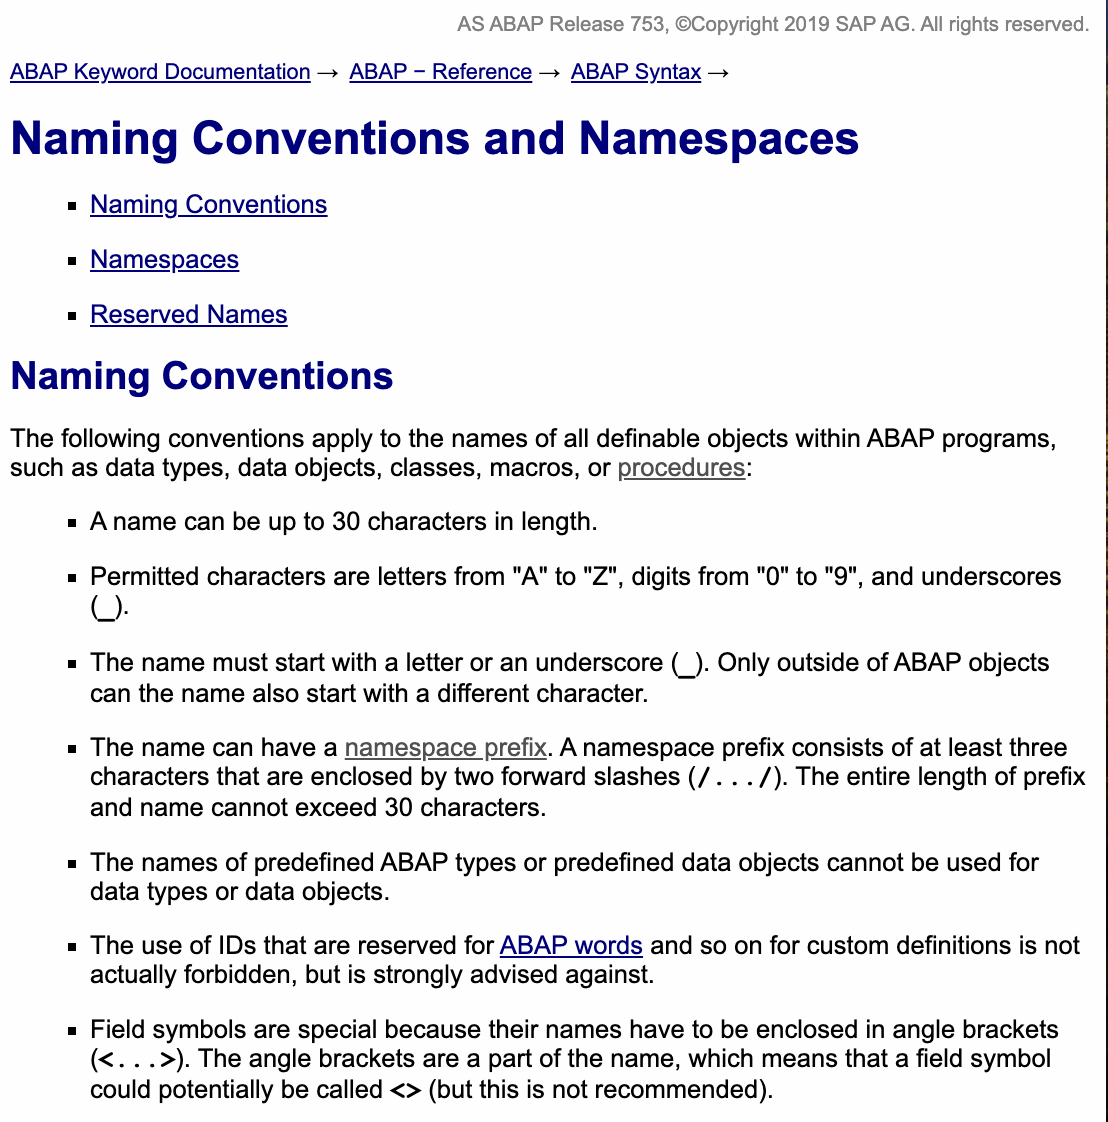 AS ABAP Release 753, ©Copyright 2019 SAP AG. All rights reserved.
ABAP Keyword Documentation → ABAP − Reference → ABAP Syntax →
Naming Conventions and Namespaces
▪ Naming Conventions
▪ Namespaces
▪ Reserved Names
Naming Conventions
The following conventions apply to the names of all definable objects within ABAP programs,
such as data types, data objects, classes, macros, or procedures:
▪ A name can be up to 30 characters in length.
▪ Permitted characters are letters from "A" to "Z", digits from "0" to "9", and underscores
(_).
▪ The name must start with a letter or an underscore (_). Only outside of ABAP objects
can the name also start with a different character.
▪ The name can have a namespace prefix. A namespace prefix consists of at least three
characters that are enclosed by two forward slashes (/.../). The entire length of prefix
and name cannot exceed 30 characters.
▪ The names of predefined ABAP types or predefined data objects cannot be used for
data types or data objects.
▪ The use of IDs that are reserved for ABAP words and so on for custom definitions is not
actually forbidden, but is strongly advised against.
▪ Field symbols are special because their names have to be enclosed in angle brackets
(<...>). The angle brackets are a part of the name, which means that a field symbol
could potentially be called <> (but this is not recommended).